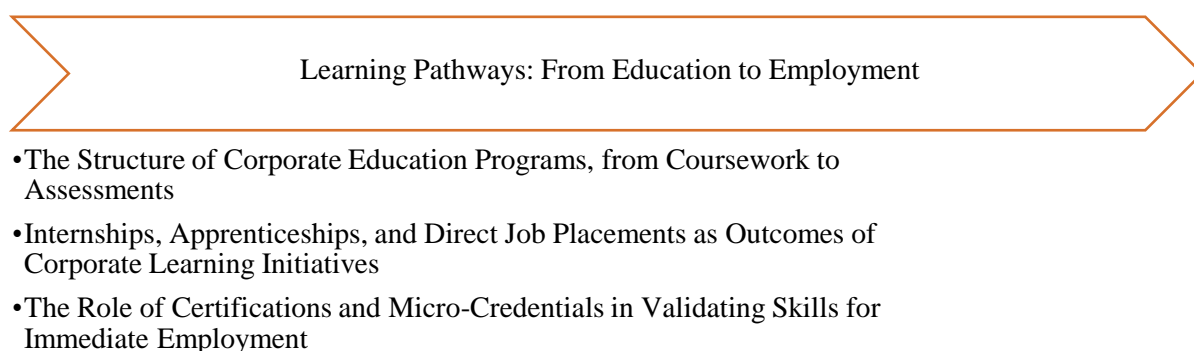 Learning Pathways: From Education to Employment
•The Structure of Corporate Education Programs, from Coursework to
Assessments
•Internships, Apprenticeships, and Direct Job Placements as Outcomes of
Corporate Learning Initiatives
•The Role of Certifications and Micro-Credentials in Validating Skills for
Immediate Employment